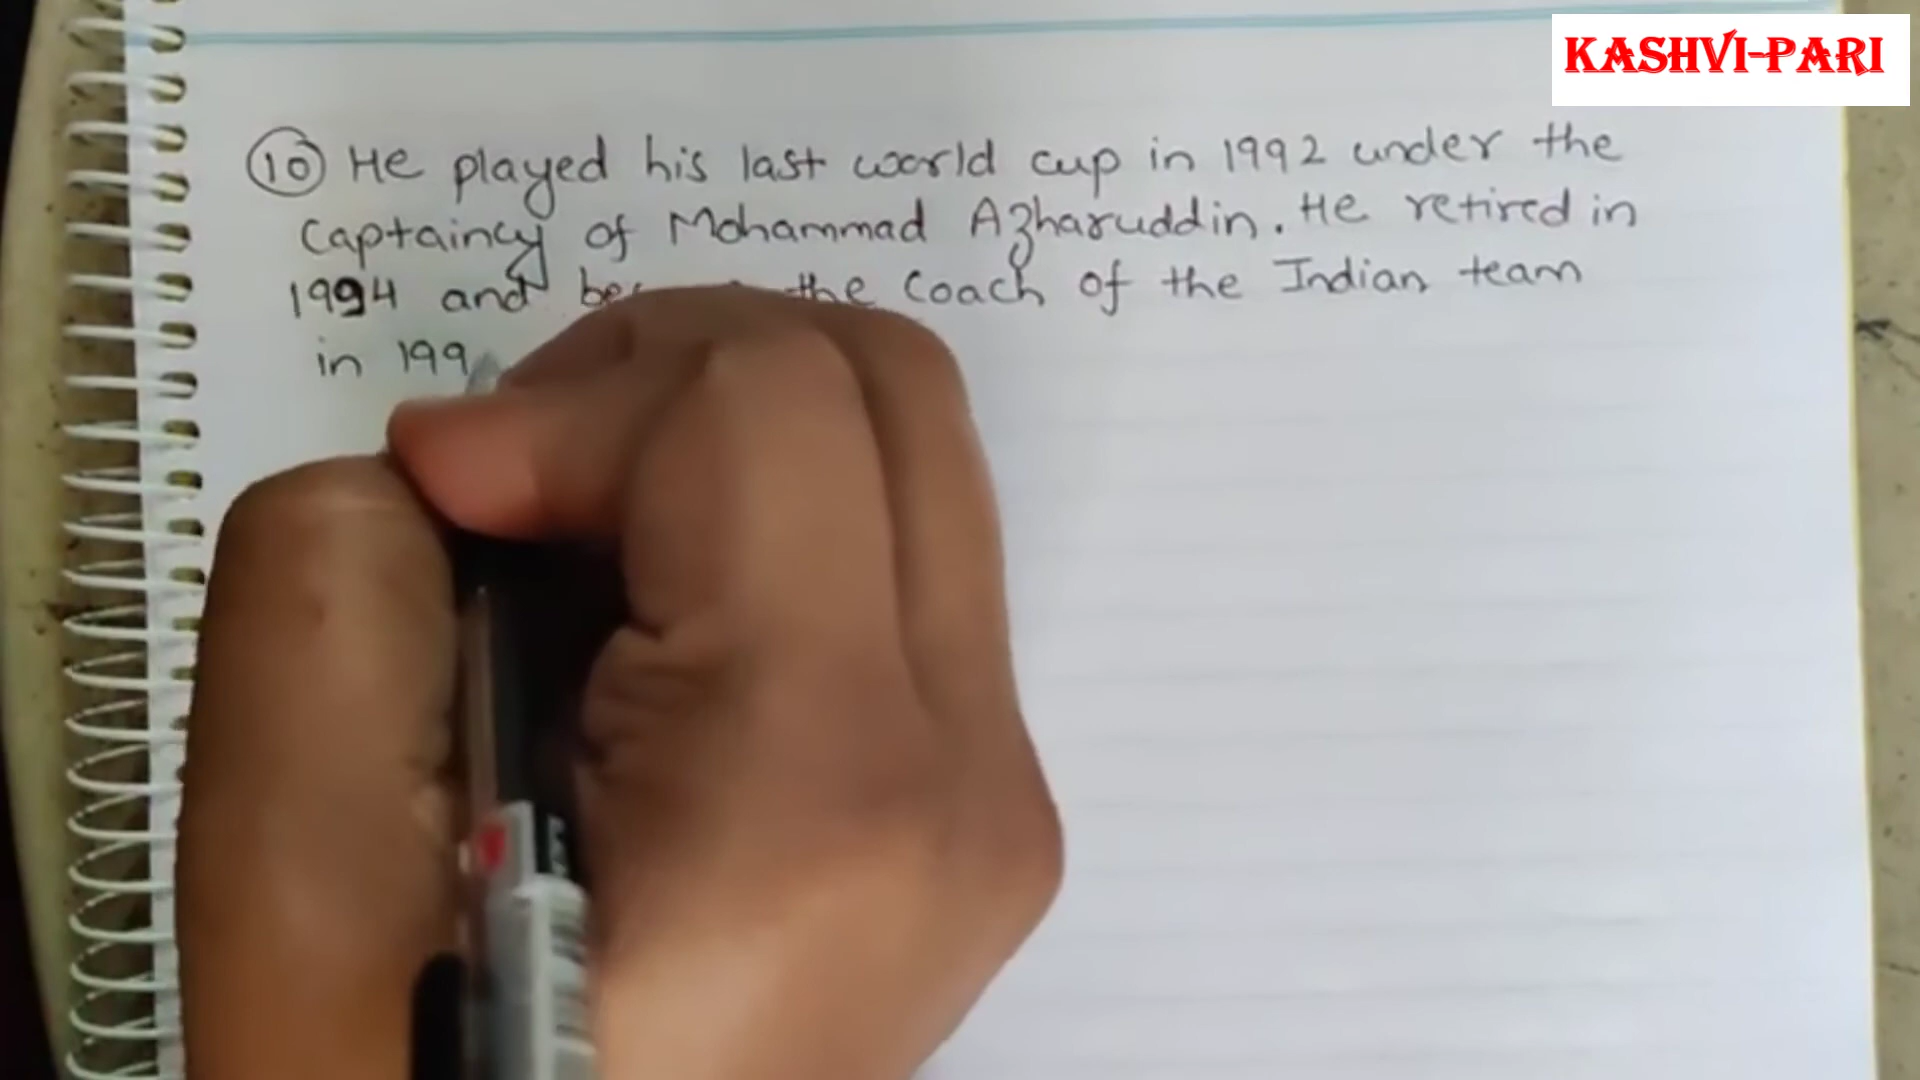 KASHVI-PARI
10 He played his last world cup in 1992 under the
Captaincy of Mohammad Azharuddin. He retired in
1994 and the Coach of the Indian team
in 199